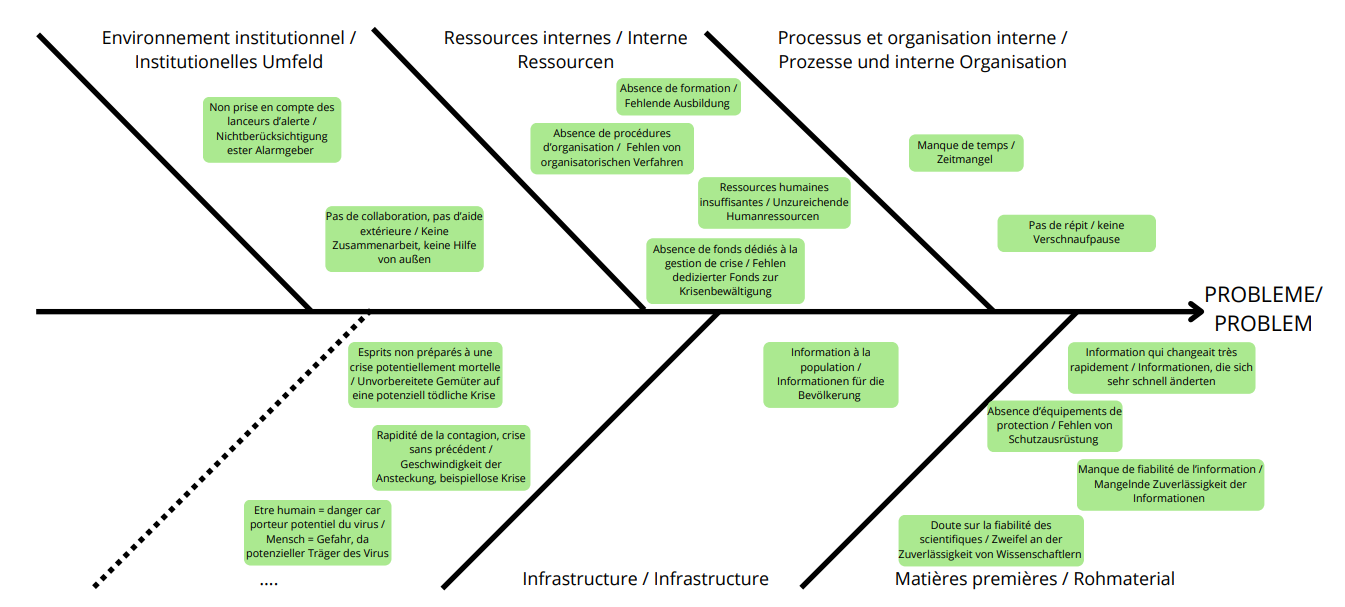 Environnement institutionnel /
Institutionelles Umfeld
Non prise en compte des
lanceurs d'alerte /
Nichtberücksichtigung
ester Alarmgeber
Pas de collaboration, pas d'aide
extérieure / Keine
Zusammenarbeit, keine Hilfe
von außen
Ressources internes / Interne
Ressourcen
Absence de formation /
Fehlende Ausbildung
Absence de procédures
d'organisation /  Fehlen von
organisatorischen Verfahren
Ressources humaines
insuffisantes / Unzureichende
Humanressourcen
Absence de fonds dédiés à la
gestion de crise / Fehlen
dedizierter Fonds zur
Krisenbewältigung
Processus et organisation interne /
Prozesse und interne Organisation
Manque de temps /
Zeitmangel
Pas de répit / keine
Verschnaufpause
PROBLEME/
PROBLEM
Esprits non préparés à une
crise potentiellement mortelle
/ Unvorbereitete Gemüter auf
eine potenziell tödliche Krise
Rapidité de la contagion, crise
sans précédent /
Geschwindigkeit der
Ansteckung, beispiellose Krise
Etre humain = danger car
porteur potentiel du virus /
Mensch = Gefahr, da
potenzieller Träger des Virus
....
Information à la
population /
Informationen für die
Bevölkerung
Infrastructure / Infrastructure
Information qui changeait très
rapidement / Informationen, die sich
sehr schnell änderten
Absence d'équipements de
protection / Fehlen von
Schutzausrüstung
Manque de fiabilité de l'information /
Mangelnde Zuverlässigkeit der
Informationen
Doute sur la fiabilité des
scientifiques / Zweifel an der
Zuverlässigkeit von Wissenschaftlern
Matières premières / Rohmaterial